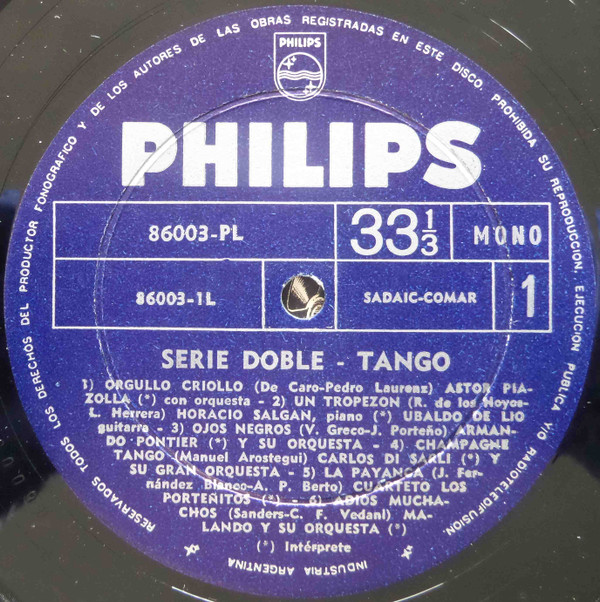 RESERVADOS TODOS LOS DERECHOS DEL PRODUCTOR FONOGRAFICO Y DE LOS AUTORES DE LAS OBRAS REGISTRADAS EN ESTE DISCO. PROHIBIDA SU REPRODUCCION, EJECUCION PUBLICA Y/O RADIOTELEDIFUSION.
PHILIPS
PHILIPS
86003-PL
33 1/3
MONO
86003-1L
SADAIC-COMAR
1
SERIE DOBLE - TANGO
1) ORGULLO CRIOLLO (De Caro-Pedro Laurenz) ASTOR PIA-
ZOLLA (*) con orquesta - 2) UN TROPEZON (R. de los Hoyos-
L. Herrera) HORACIO SALGAN, piano (*) UBALDO DE LIO
guitarra - 3) OJOS NEGROS (V. Greco-J. Porteño) ARMAN-
DO PONTIER (*) Y SU ORQUESTA - 4) CHAMPAGNE
TANGO (Manuel Arostegui) CARLOS DI SARLI (*) Y
SU GRAN ORQUESTA - 5) LA PAYANCA (J. Fer-
nández Blanco-A. P. Berto) CUARTETO LOS
PORTEÑITOS (*) - 6) ADIOS MUCHA-
CHOS (Sanders-C. F. Vedani) MA-
LANDO Y SU ORQUESTA (*)
(*) Intérprete
INDUSTRIA ARGENTINA